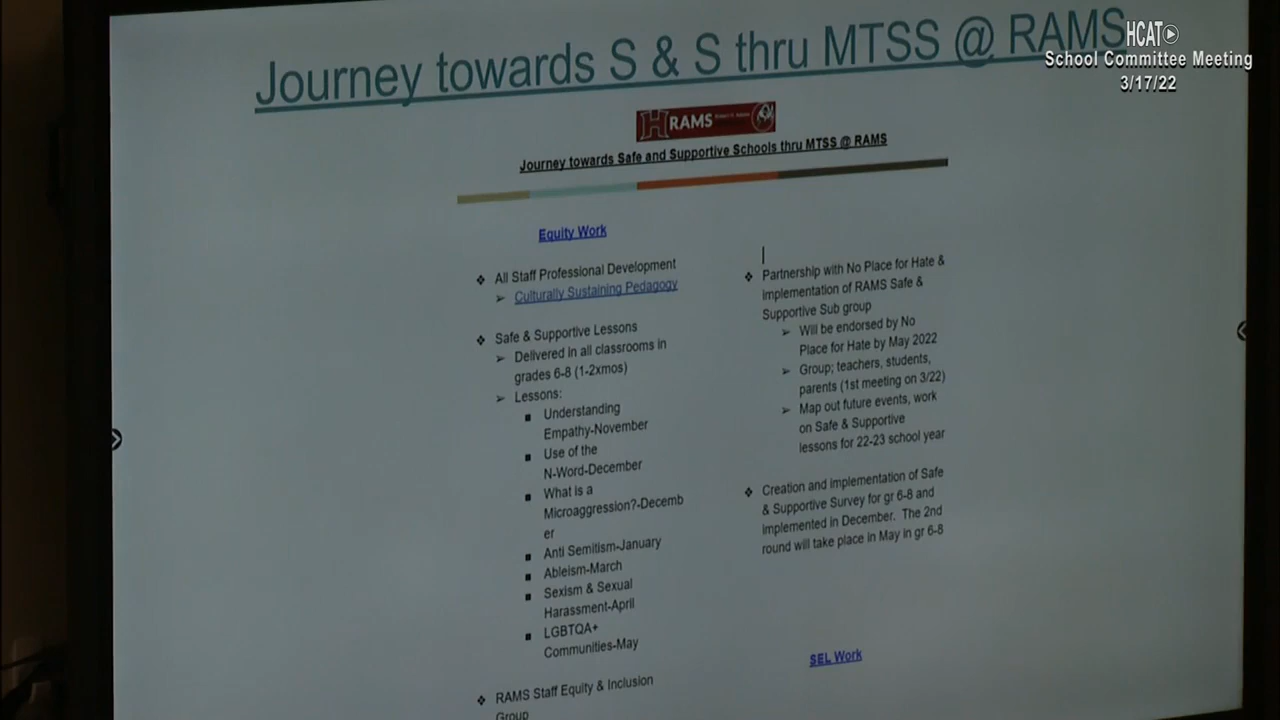 Journey towards S & S thru MTSS @ RAMS
HCAT
School Committee Meeting
3/17/22
H RAMS
Journey towards Safe and Supportive Schools thru MTSS @ RAMS
Equity Work
❖ All Staff Professional Development
➢ Culturally Sustaining Pedagogy
❖ Safe & Supportive Lessons
➢ Delivered in all classrooms in
grades 6-8 (1-2xmos)
➢ Lessons:
■ Understanding
Empathy-November
■ Use of the
N-Word-December
■ What is a
Microaggression?-Decemb
er
■ Anti Semitism-January
■ Ableism-March
■ Sexism & Sexual
Harassment-April
■ LGBTQA+
Communities-May
❖ RAMS Staff Equity & Inclusion
Group
❖ Partnership with No Place for Hate &
implementation of RAMS Safe &
Supportive Sub group
➢ Will be endorsed by No
Place for Hate by May 2022
➢ Group; teachers, students,
parents (1st meeting on 3/22)
➢ Map out future events, work
on Safe & Supportive
lessons for 22-23 school year
❖ Creation and implementation of Safe
& Supportive Survey for gr 6-8 and
implemented in December. The 2nd
round will take place in May in gr 6-8
SEL Work